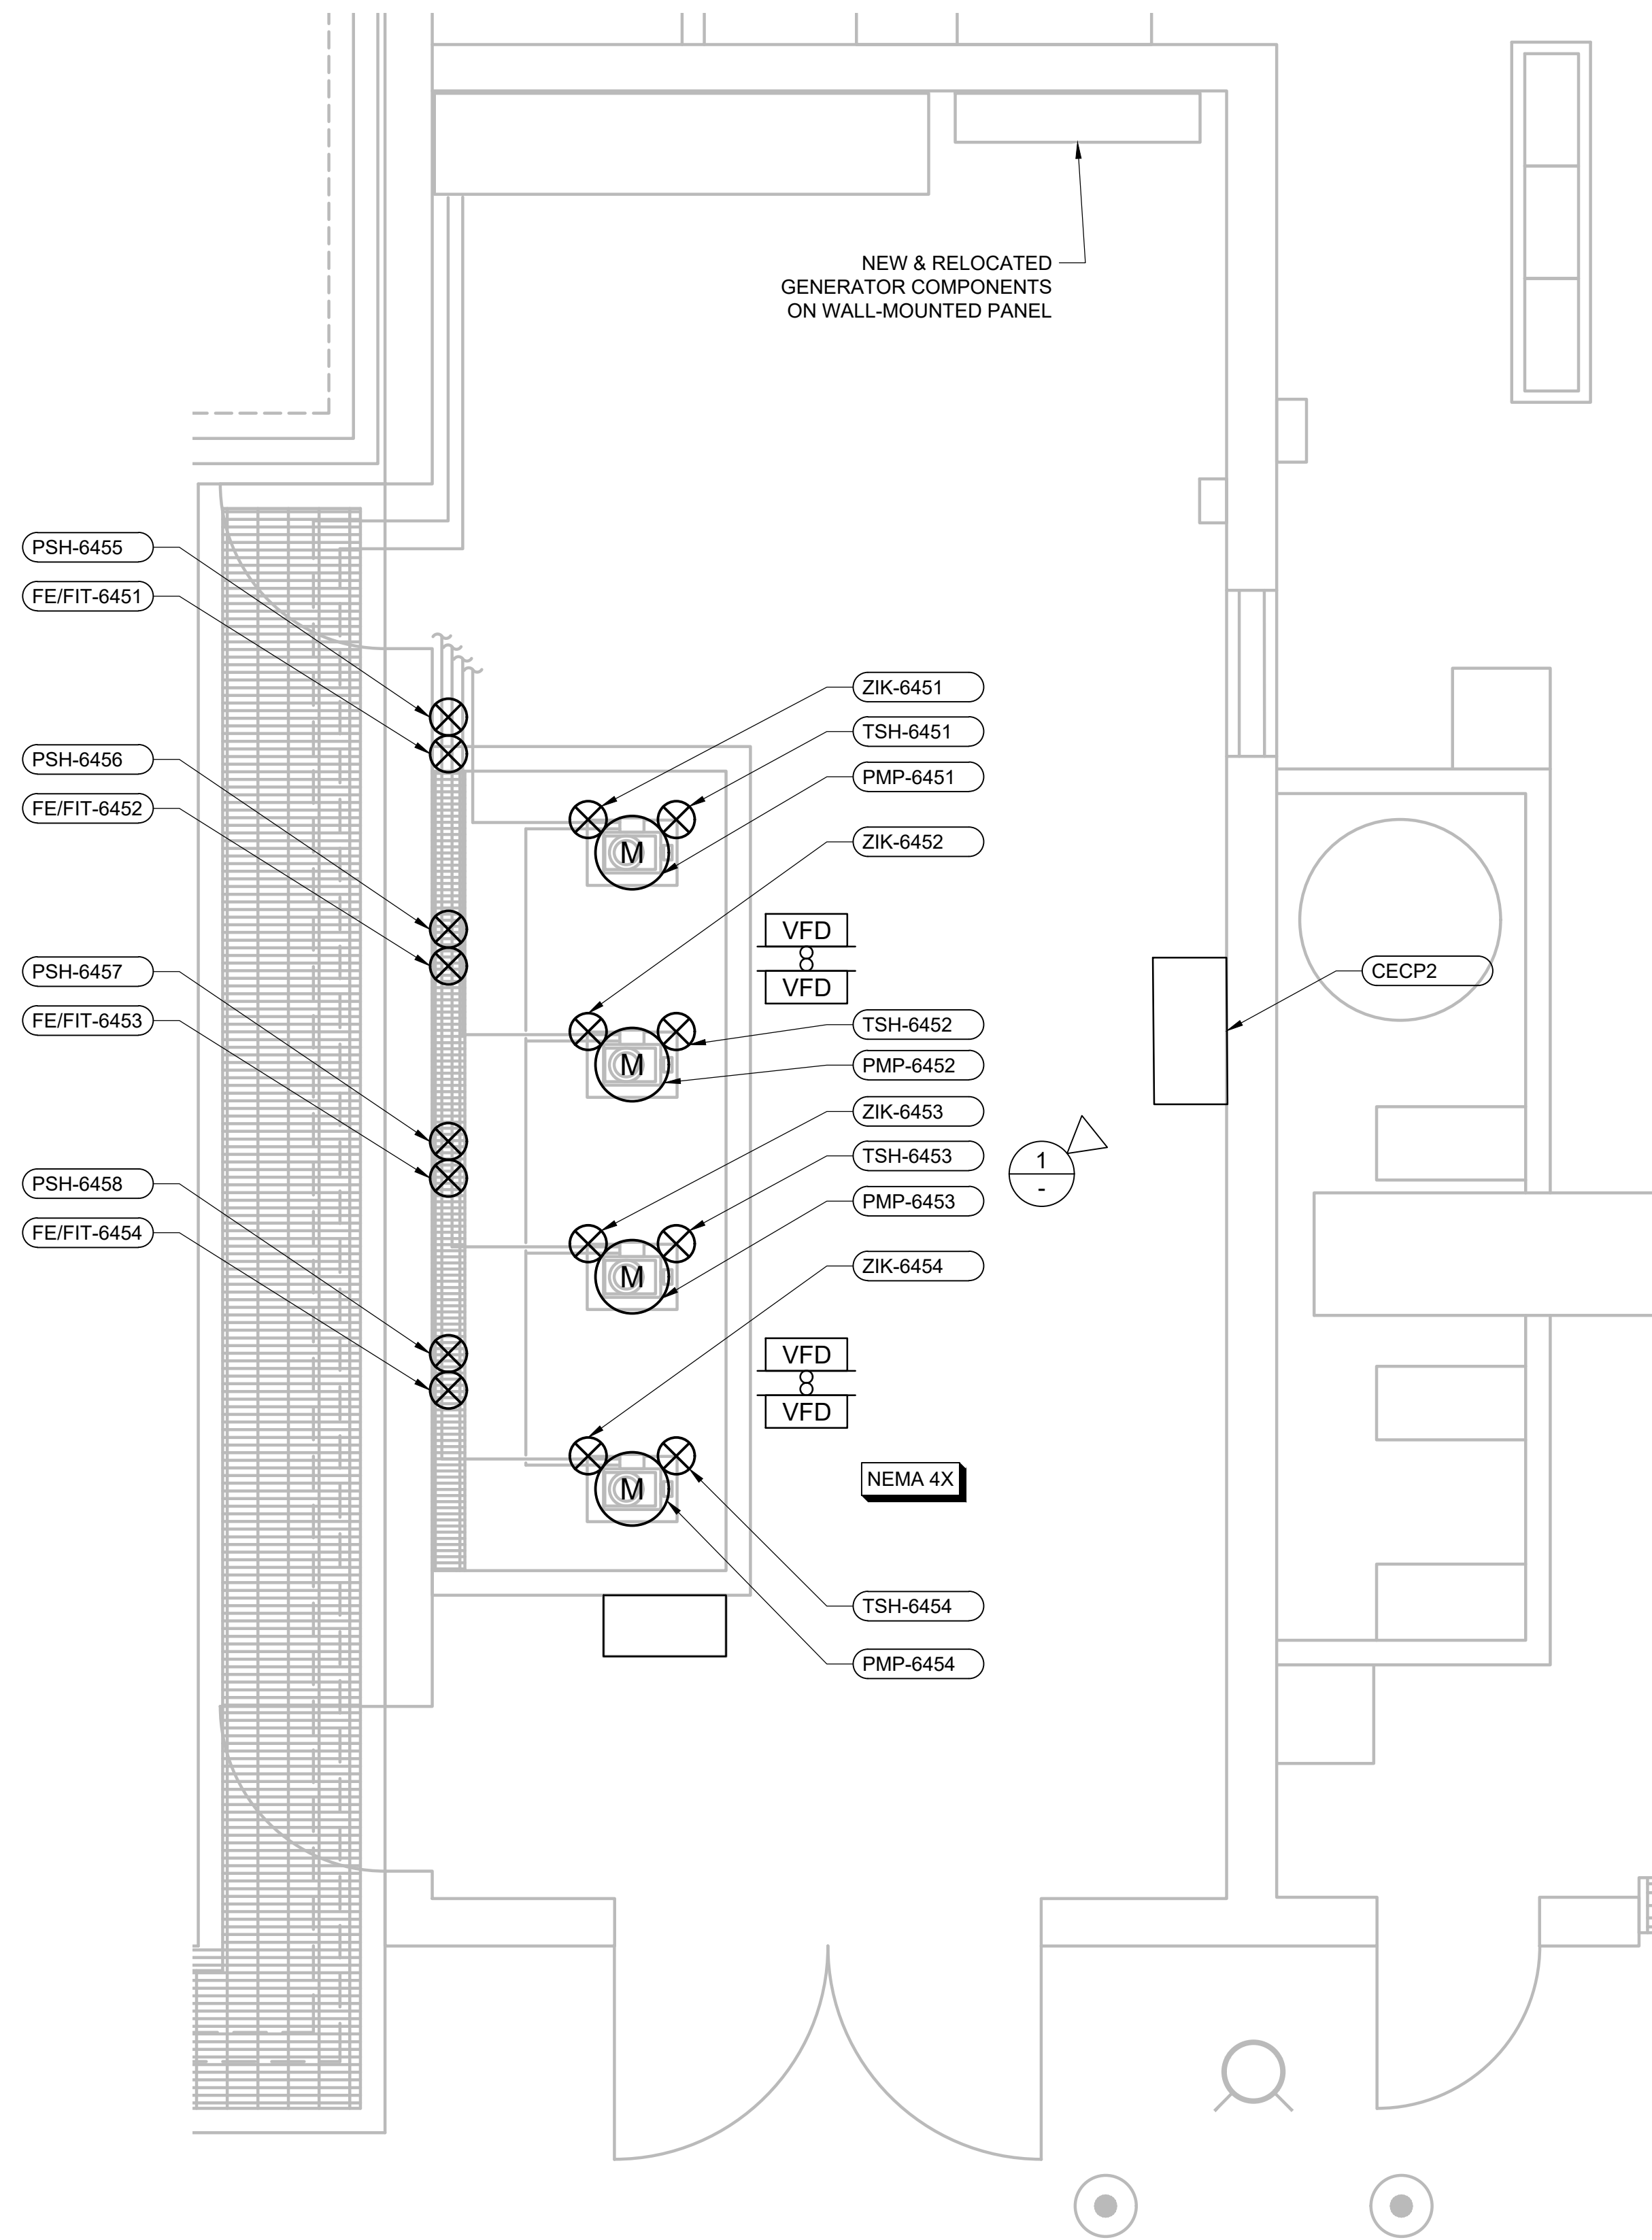 NEW & RELOCATED
GENERATOR COMPONENTS
ON WALL-MOUNTED PANEL
PSH-6455
FE/FIT-6451
PSH-6456
FE/FIT-6452
PSH-6457
FE/FIT-6453
PSH-6458
FE/FIT-6454
ZIK-6451
TSH-6451
PMP-6451
M
ZIK-6452
VFD
VFD
CECP2
TSH-6452
PMP-6452
M
ZIK-6453
TSH-6453
PMP-6453
1
-
M
ZIK-6454
VFD
VFD
NEMA 4X
M
TSH-6454
PMP-6454